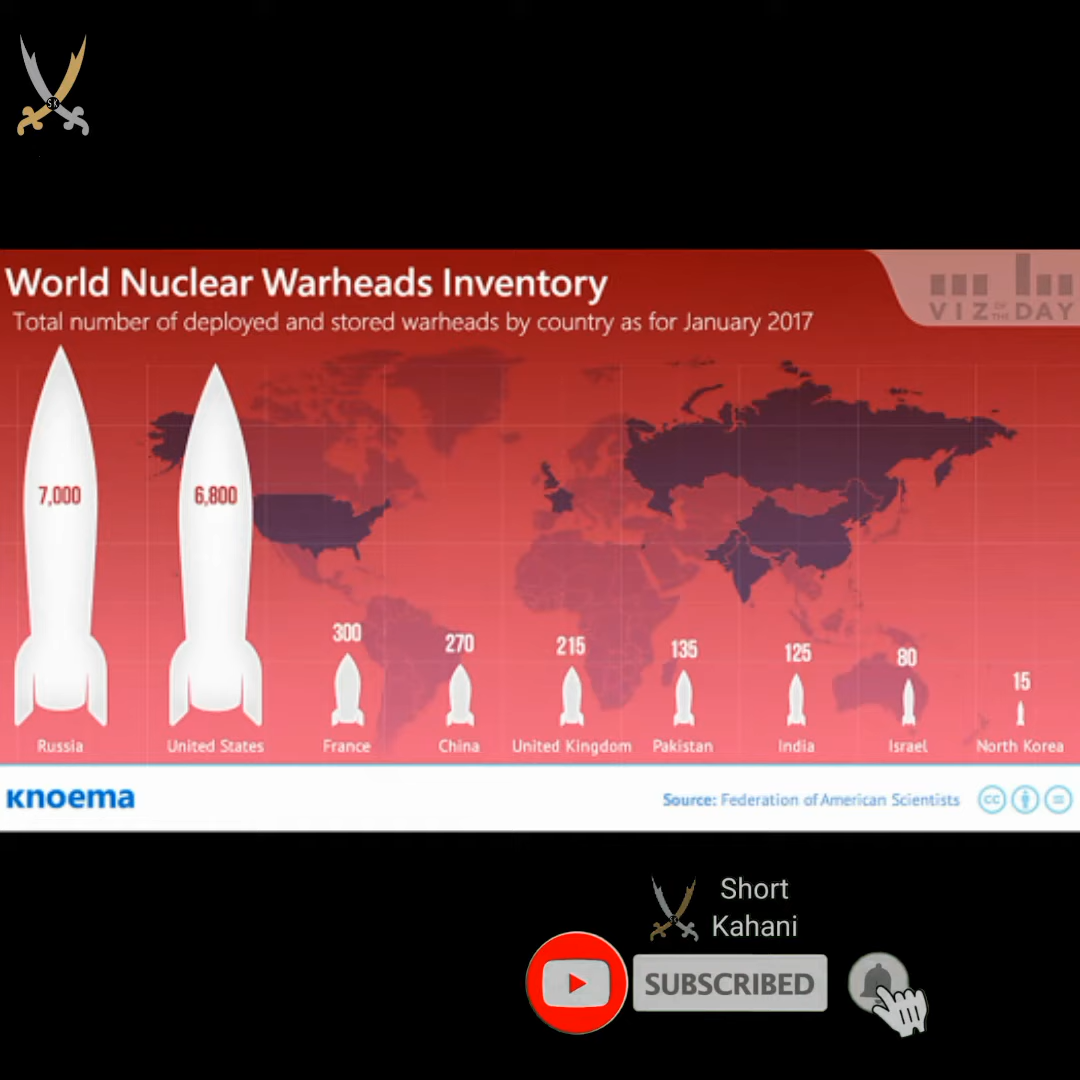 SK
World Nuclear Warheads Inventory
Total number of deployed and stored warheads by country as for January 2017
VIZ OF THE DAY
7,000
6,800
300
270
215
135
125
80
15
Russia
United States
France
China
United Kingdom
Pakistan
India
Israel
North Korea
knoema
Source: Federation of American Scientists
cc
Short
Kahani
SUBSCRIBED